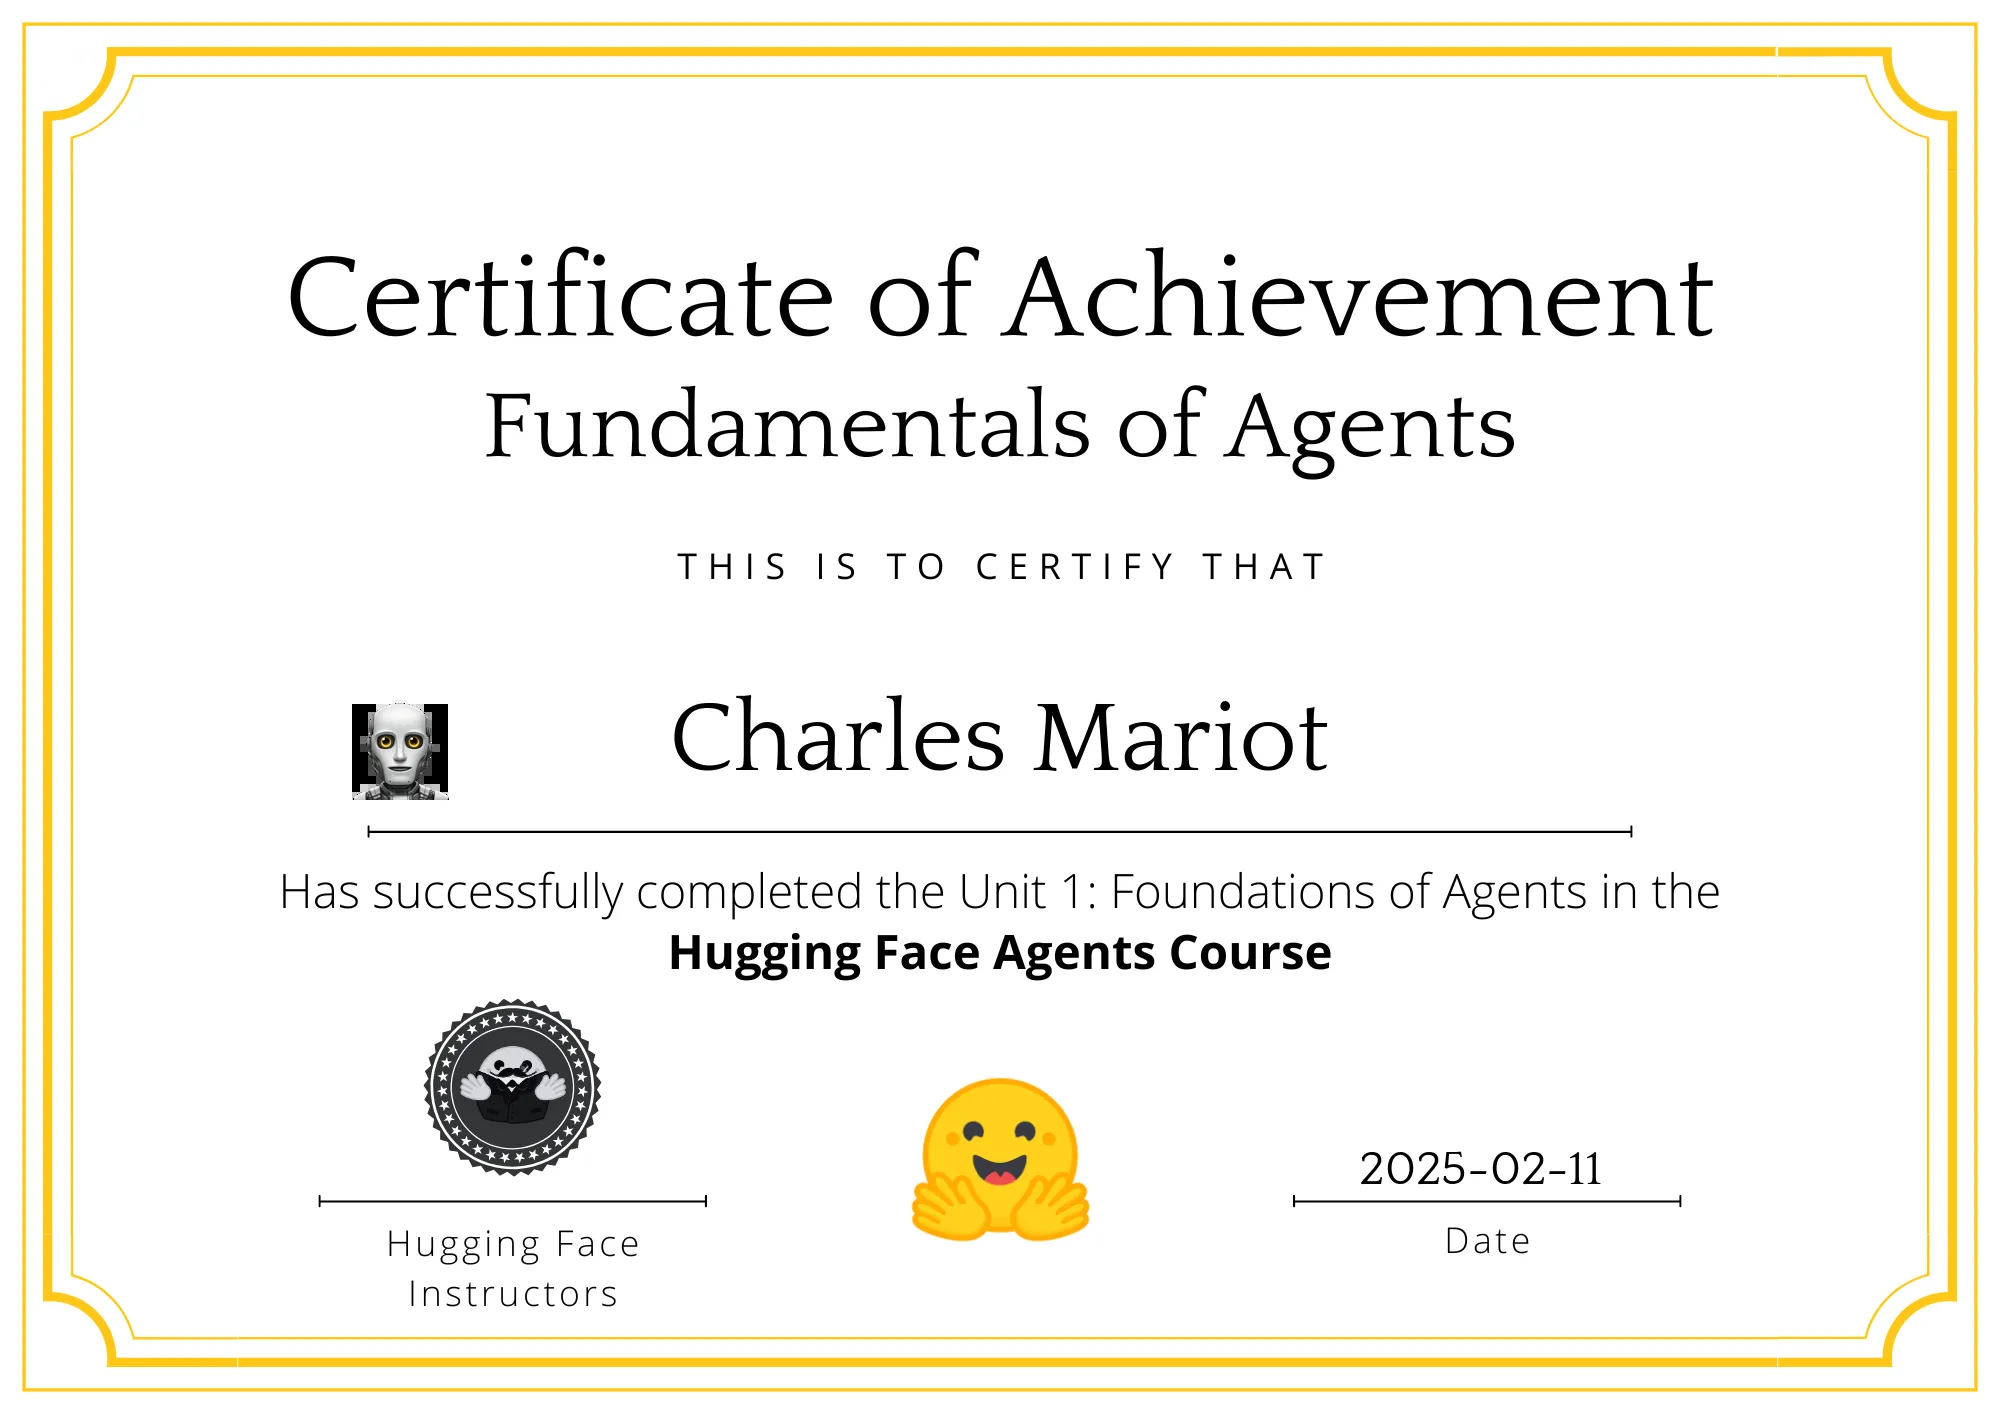 Certificate of Achievement
Fundamentals of Agents
THIS IS TO CERTIFY THAT
Charles Mariot
Has successfully completed the Unit 1: Foundations of Agents in the
Hugging Face Agents Course
2025-02-11
Hugging Face
Instructors
Date